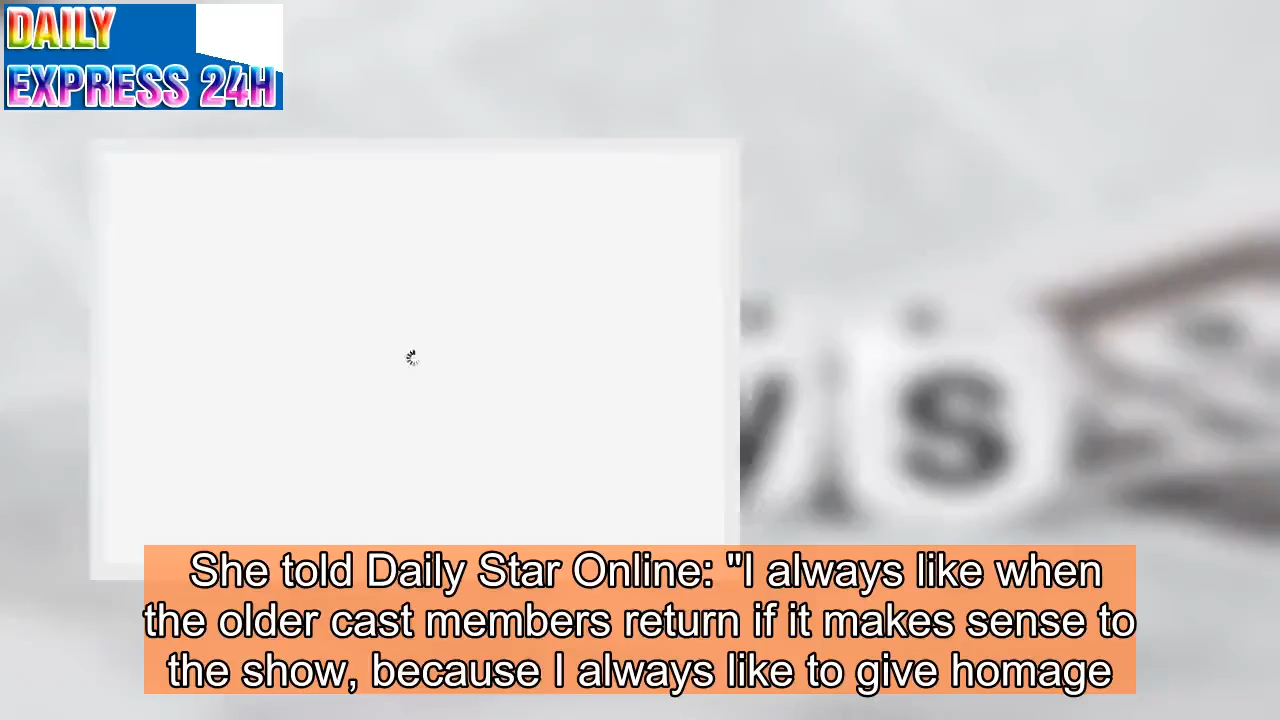 DAILY
EXPRESS 24H
s
She told Daily Star Online: "I always like when
the older cast members return if it makes sense to
the show, because I always like to give homage